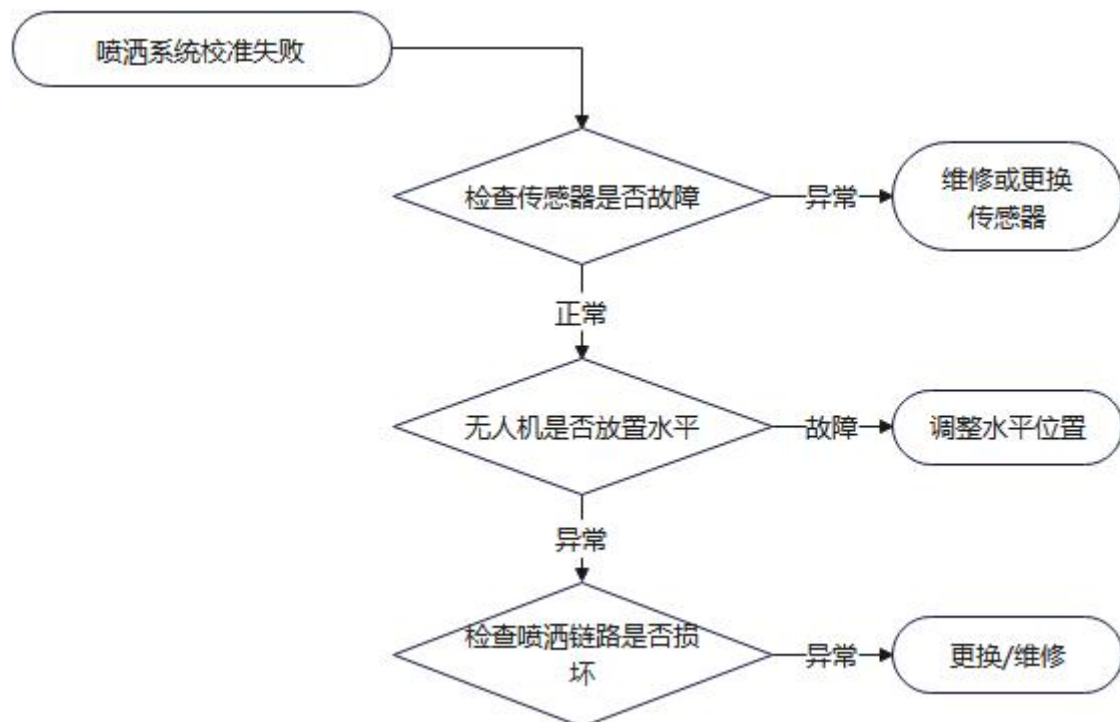 喷洒系统校准失败
检查传感器是否故障
异常
维修或更换
传感器
正常
无人机是否放置水平
故障
调整水平位置
异常
检查喷洒链路是否损
坏
异常
更换/维修